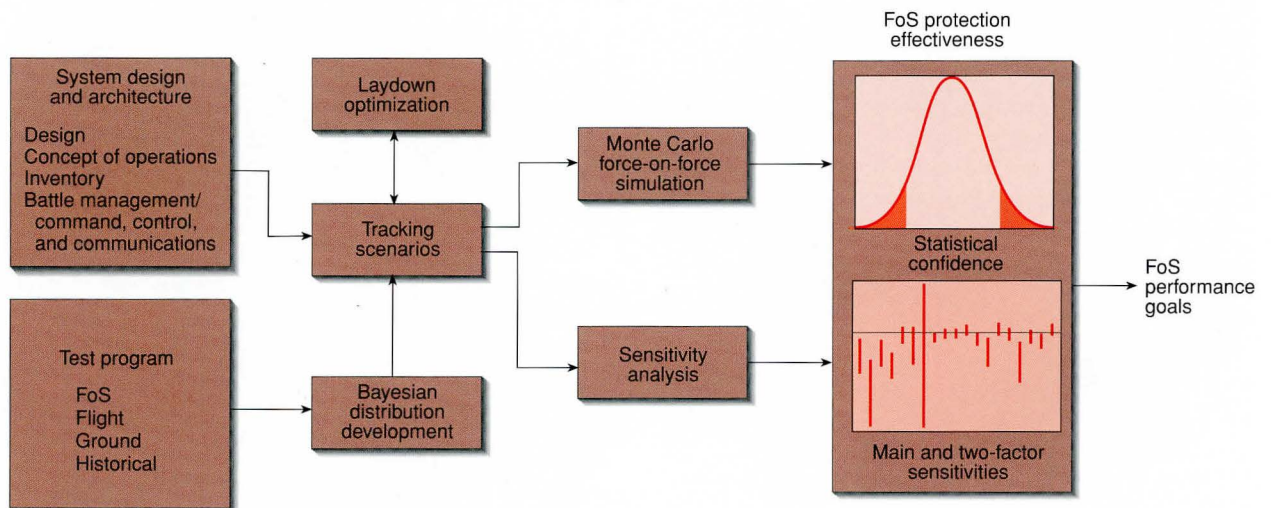 System design
and architecture
Design
Concept of operations
Inventory
Battle management/
command, control,
and communications
Test program
FoS
Flight
Ground
Historical
Laydown
optimization
Tracking
scenarios
Bayesian
distribution
development
Monte Carlo
force-on-force
simulation
Sensitivity
analysis
FoS protection
effectiveness
Statistical
confidence
Main and two-factor
sensitivities
FoS
performance
goals